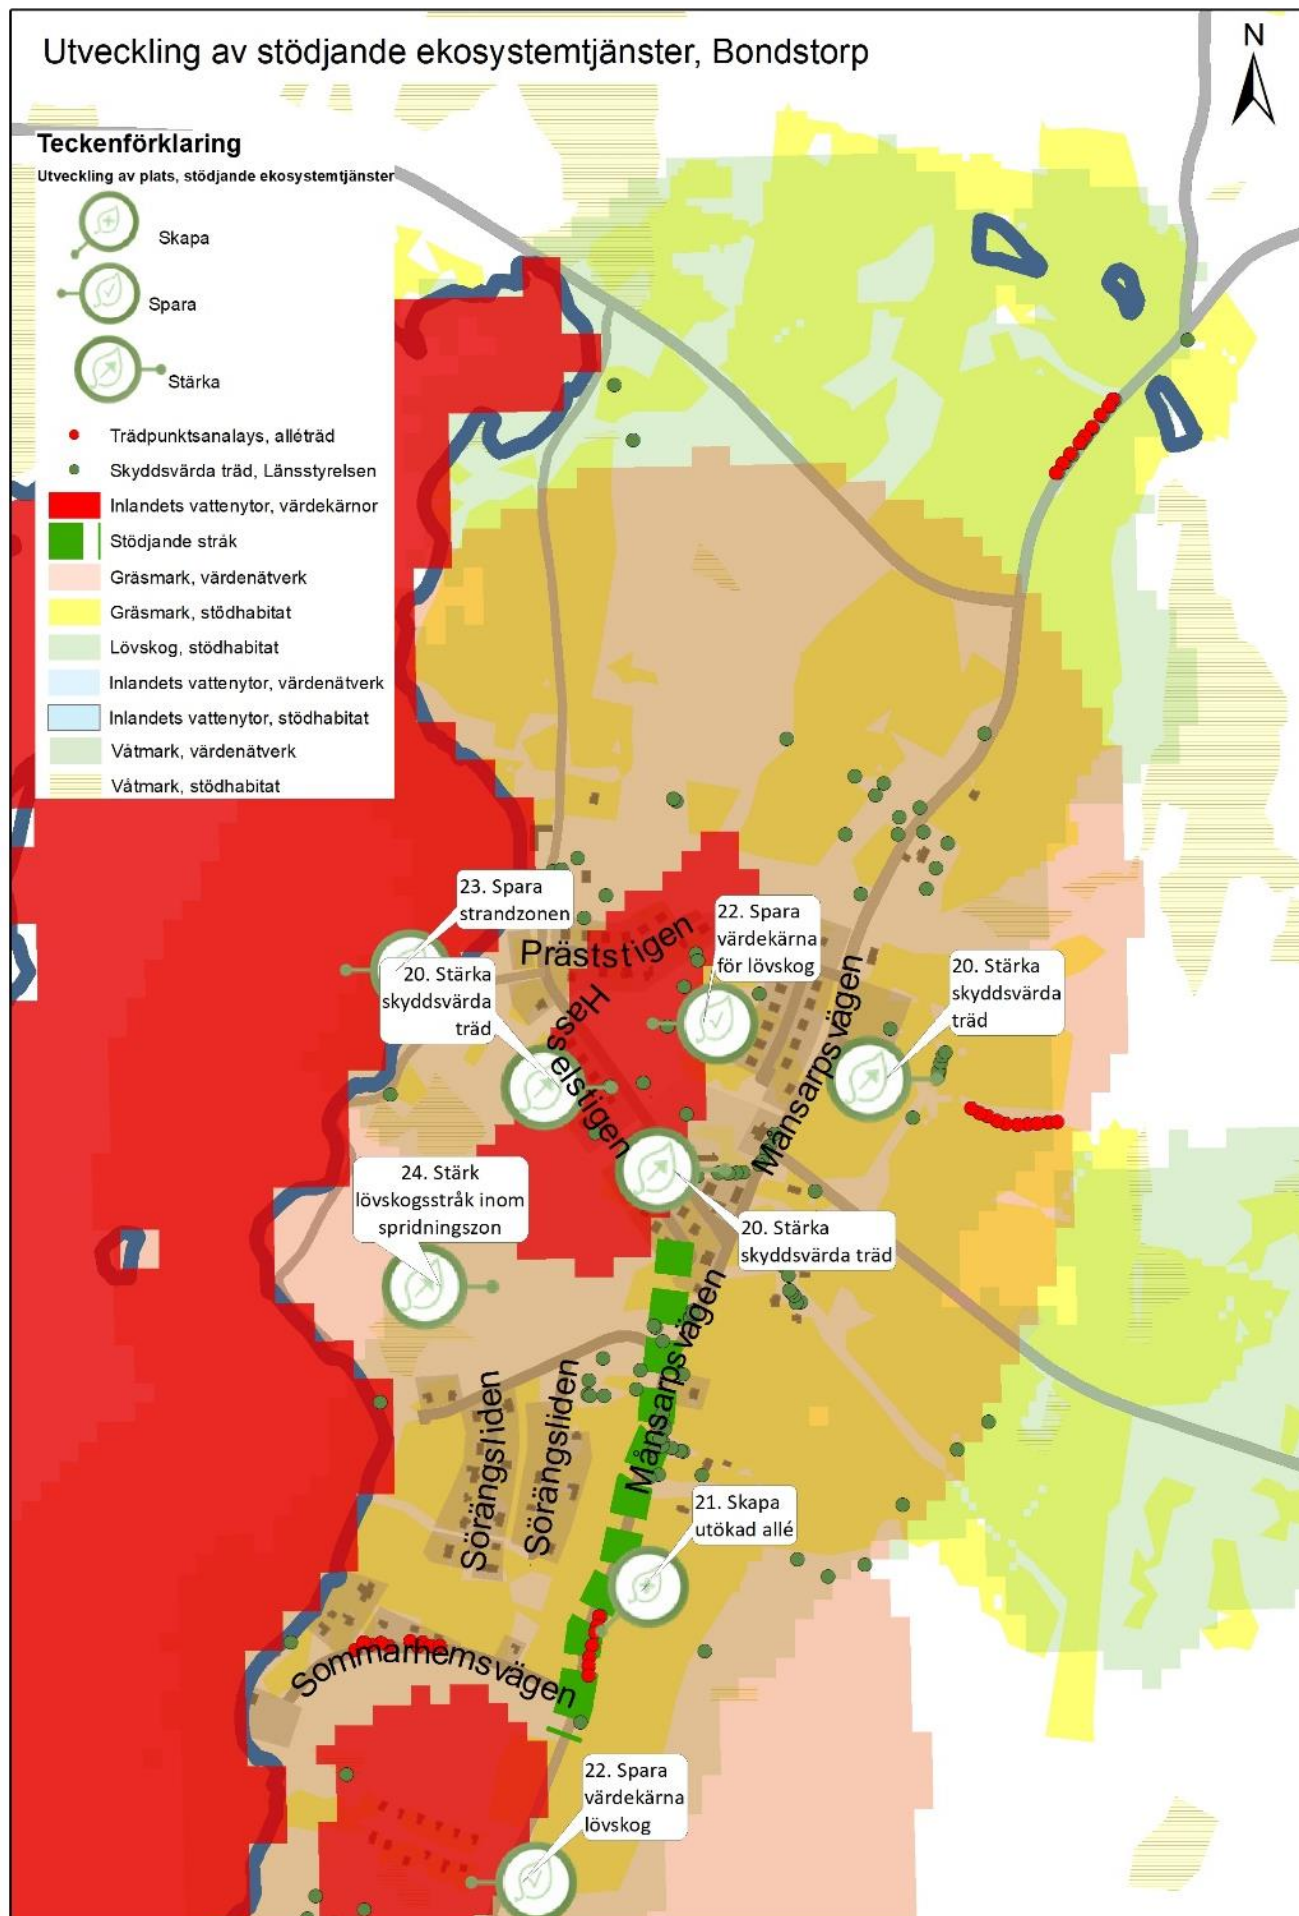 Utveckling av stödjande ekosystemtjänster, Bondstorp
N
Teckenförklaring
Utveckling av plats, stödjande ekosystemtjänster
Skapa
Spara
Stärka
Trädpunktsanalays, alléträd
Skyddsvärda träd, Länsstyrelsen
Inlandets vattenytor, värdekärnor
Stödjande stråk
Gräsmark, värdenätverk
Gräsmark, stödhabitat
Lövskog, stödhabitat
Inlandets vattenytor, värdenätverk
Inlandets vattenytor, stödhabitat
Våtmark, värdenätverk
Våtmark, stödhabitat
23. Spara
strandzonen
Präststigen
22. Spara
värdekärna
för lövskog
20. Stärka
skyddsvärda
träd
Hasselstigen
Månsarpsvägen
20. Stärka
skyddsvärda
träd
24. Stärk
lövskogsstråk inom
spridningszon
20. Stärka
skyddsvärda träd
Månsarpsvägen
Sörängsliden
Sörängsliden
21. Skapa
utökad allé
Sommarhemsvägen
22. Spara
värdekärna
lövskog